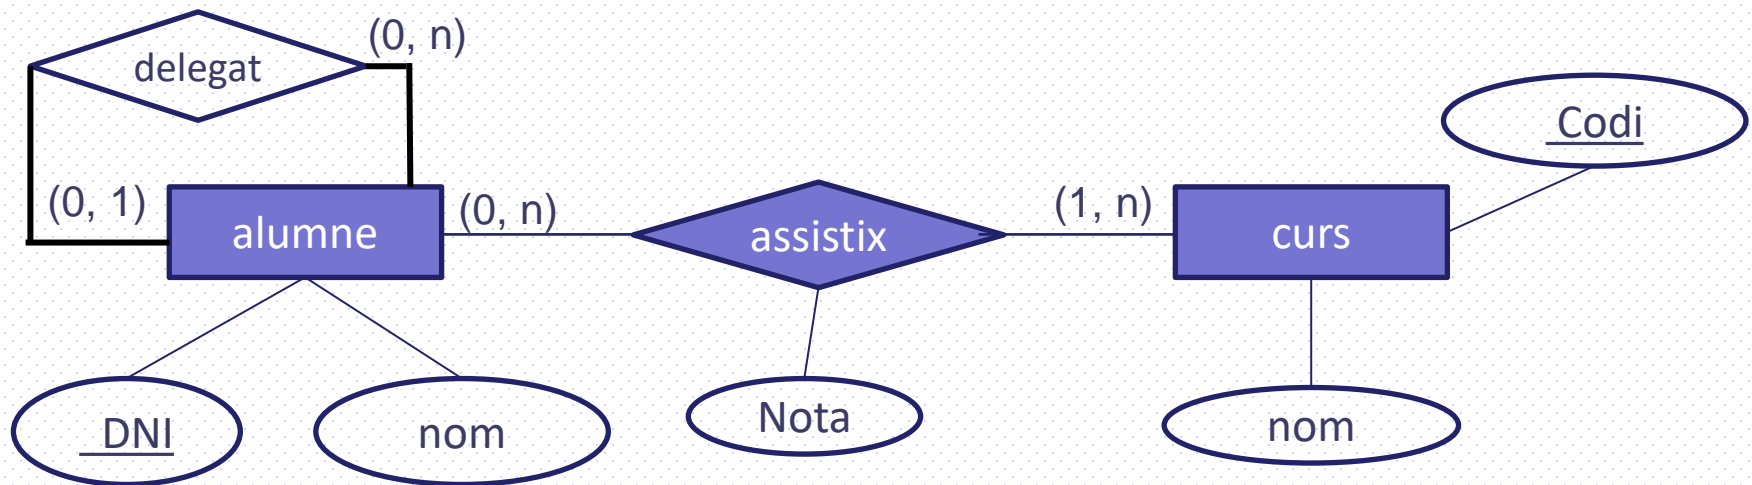 delegat
(0, n)
(0, 1)
alumne
(0, n)
assistix
(1, n)
curs
Codi
DNI
nom
Nota
nom